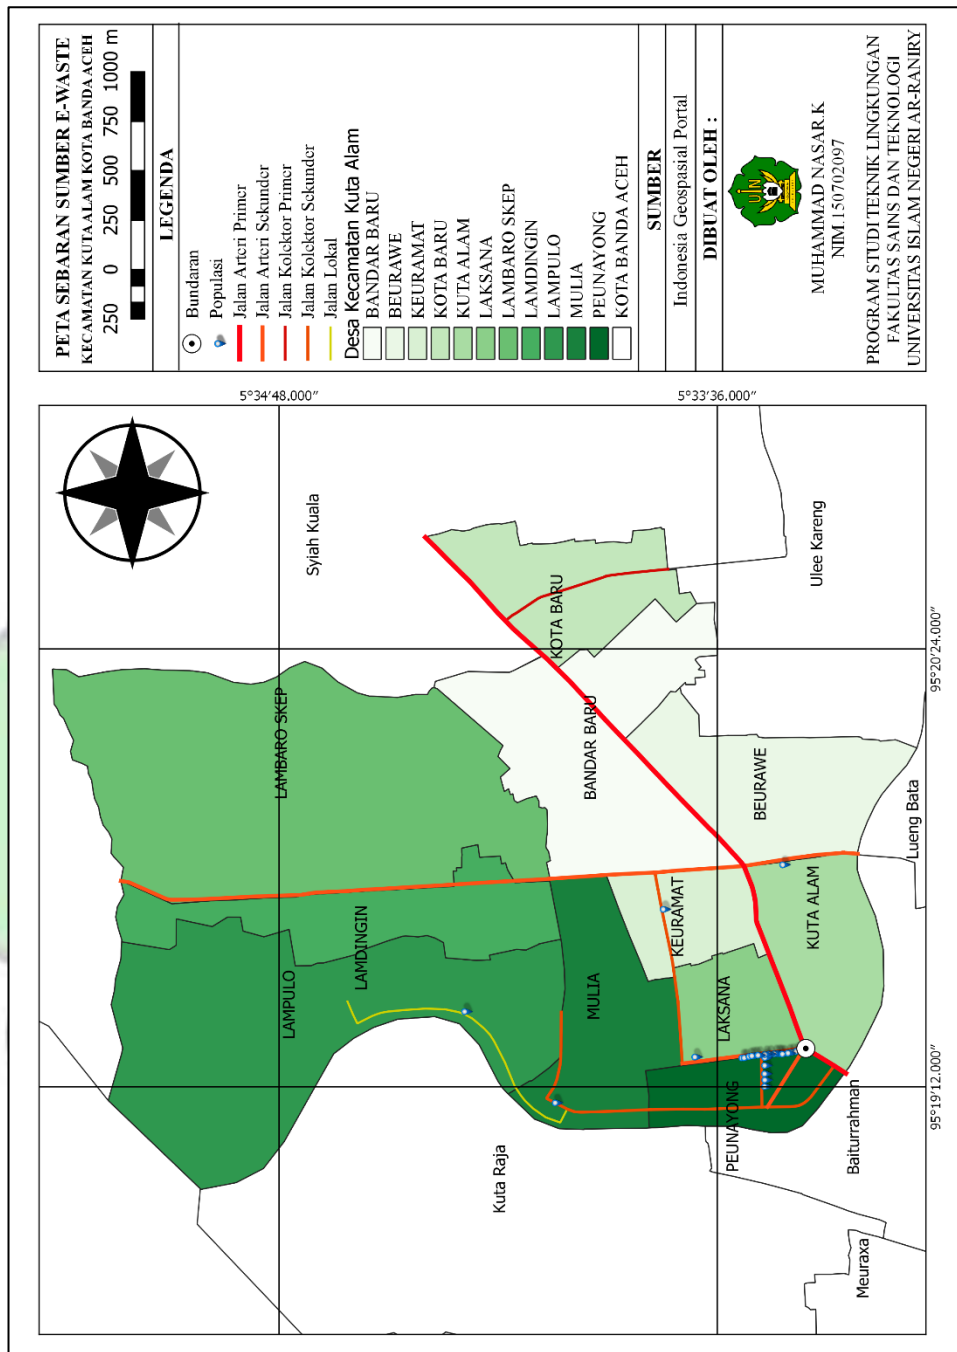 PETA SEBARAN SUMBER E-WASTE
KECAMATAN KUTA ALAM KOTA BANDA ACEH
250 0 250 500 750 1000 m
LEGENDA
Bundaran
Populasi
Jalan Arteri Primer
Jalan Arteri Sekunder
Jalan Kolektor Primer
Jalan Kolektor Sekunder
Jalan Lokal
Desa Kecamatan Kuta Alam
BANDAR BARU
BEURAWE
KEURAMAT
KOTA BARU
KUTA ALAM
LAKSANA
LAMBARO SKEP
LAMDINGIN
LAMPULO
MULIA
PEUNAYONG
KOTA BANDA ACEH
SUMBER
Indonesia Geospasial Portal
DIBUAT OLEH :
UIN
MUHAMMAD NASAR.K
NIM.150702097
PROGRAM STUDI TEKNIK LINGKUNGAN
FAKULTAS SAINS DAN TEKNOLOGI
UNIVERSITAS ISLAM NEGERI AR-RANIRY
5°34'48.000"
5°33'36.000"
Syiah Kuala
Ulee Kareng
KOTA BARU
95°20'24.000"
LAMBARO SKEP
BANDAR BARU
BEURAWE
Lueng Bata
KEURAMAT
KUTA ALAM
LAMDINGIN
LAMPULO
MULIA
LAKSANA
95°19'12.000"
PEUNAYONG
Baiturrahman
Kuta Raja
Meuraxa